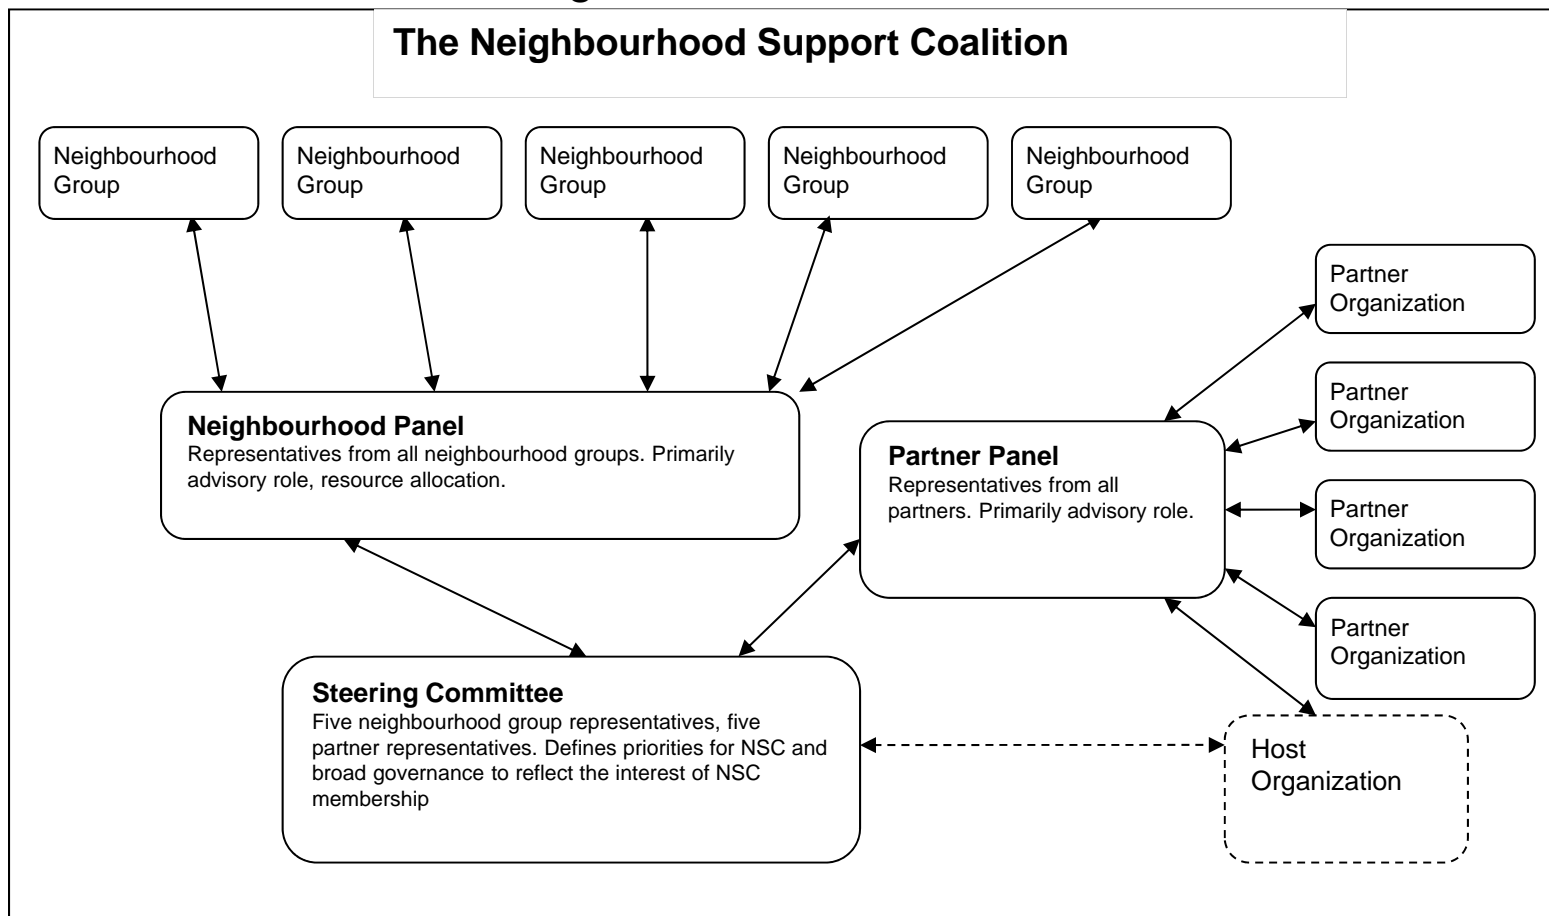 The Neighbourhood Support Coalition
Neighbourhood
Group
Neighbourhood
Group
Neighbourhood
Group
Neighbourhood
Group
Neighbourhood
Group
Partner
Organization
Partner
Organization
Partner
Organization
Partner
Organization
Neighbourhood Panel
Representatives from all neighbourhood groups. Primarily
advisory role, resource allocation.
Partner Panel
Representatives from all
partners. Primarily advisory role.
Steering Committee
Five neighbourhood group representatives, five
partner representatives. Defines priorities for NSC and
broad governance to reflect the interest of NSC
membership
Host
Organization